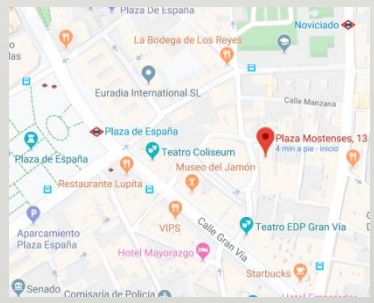 Plaza De España
Noviciado
La Bodega de Los Reyes
Euradia International SL
Calle Manzana
Plaza de España
Plaza Mostenses, 13
4 min a pie - inicio
Teatro Coliseum
Plaza de España
Museo del Jamón
Restaurante Lupita
VIPS
Calle Gran Vía
Teatro EDP Gran Vía
Aparcamiento
Plaza España
Hotel Mayorazgo
Starbucks
Senado
Comisaría de Policía